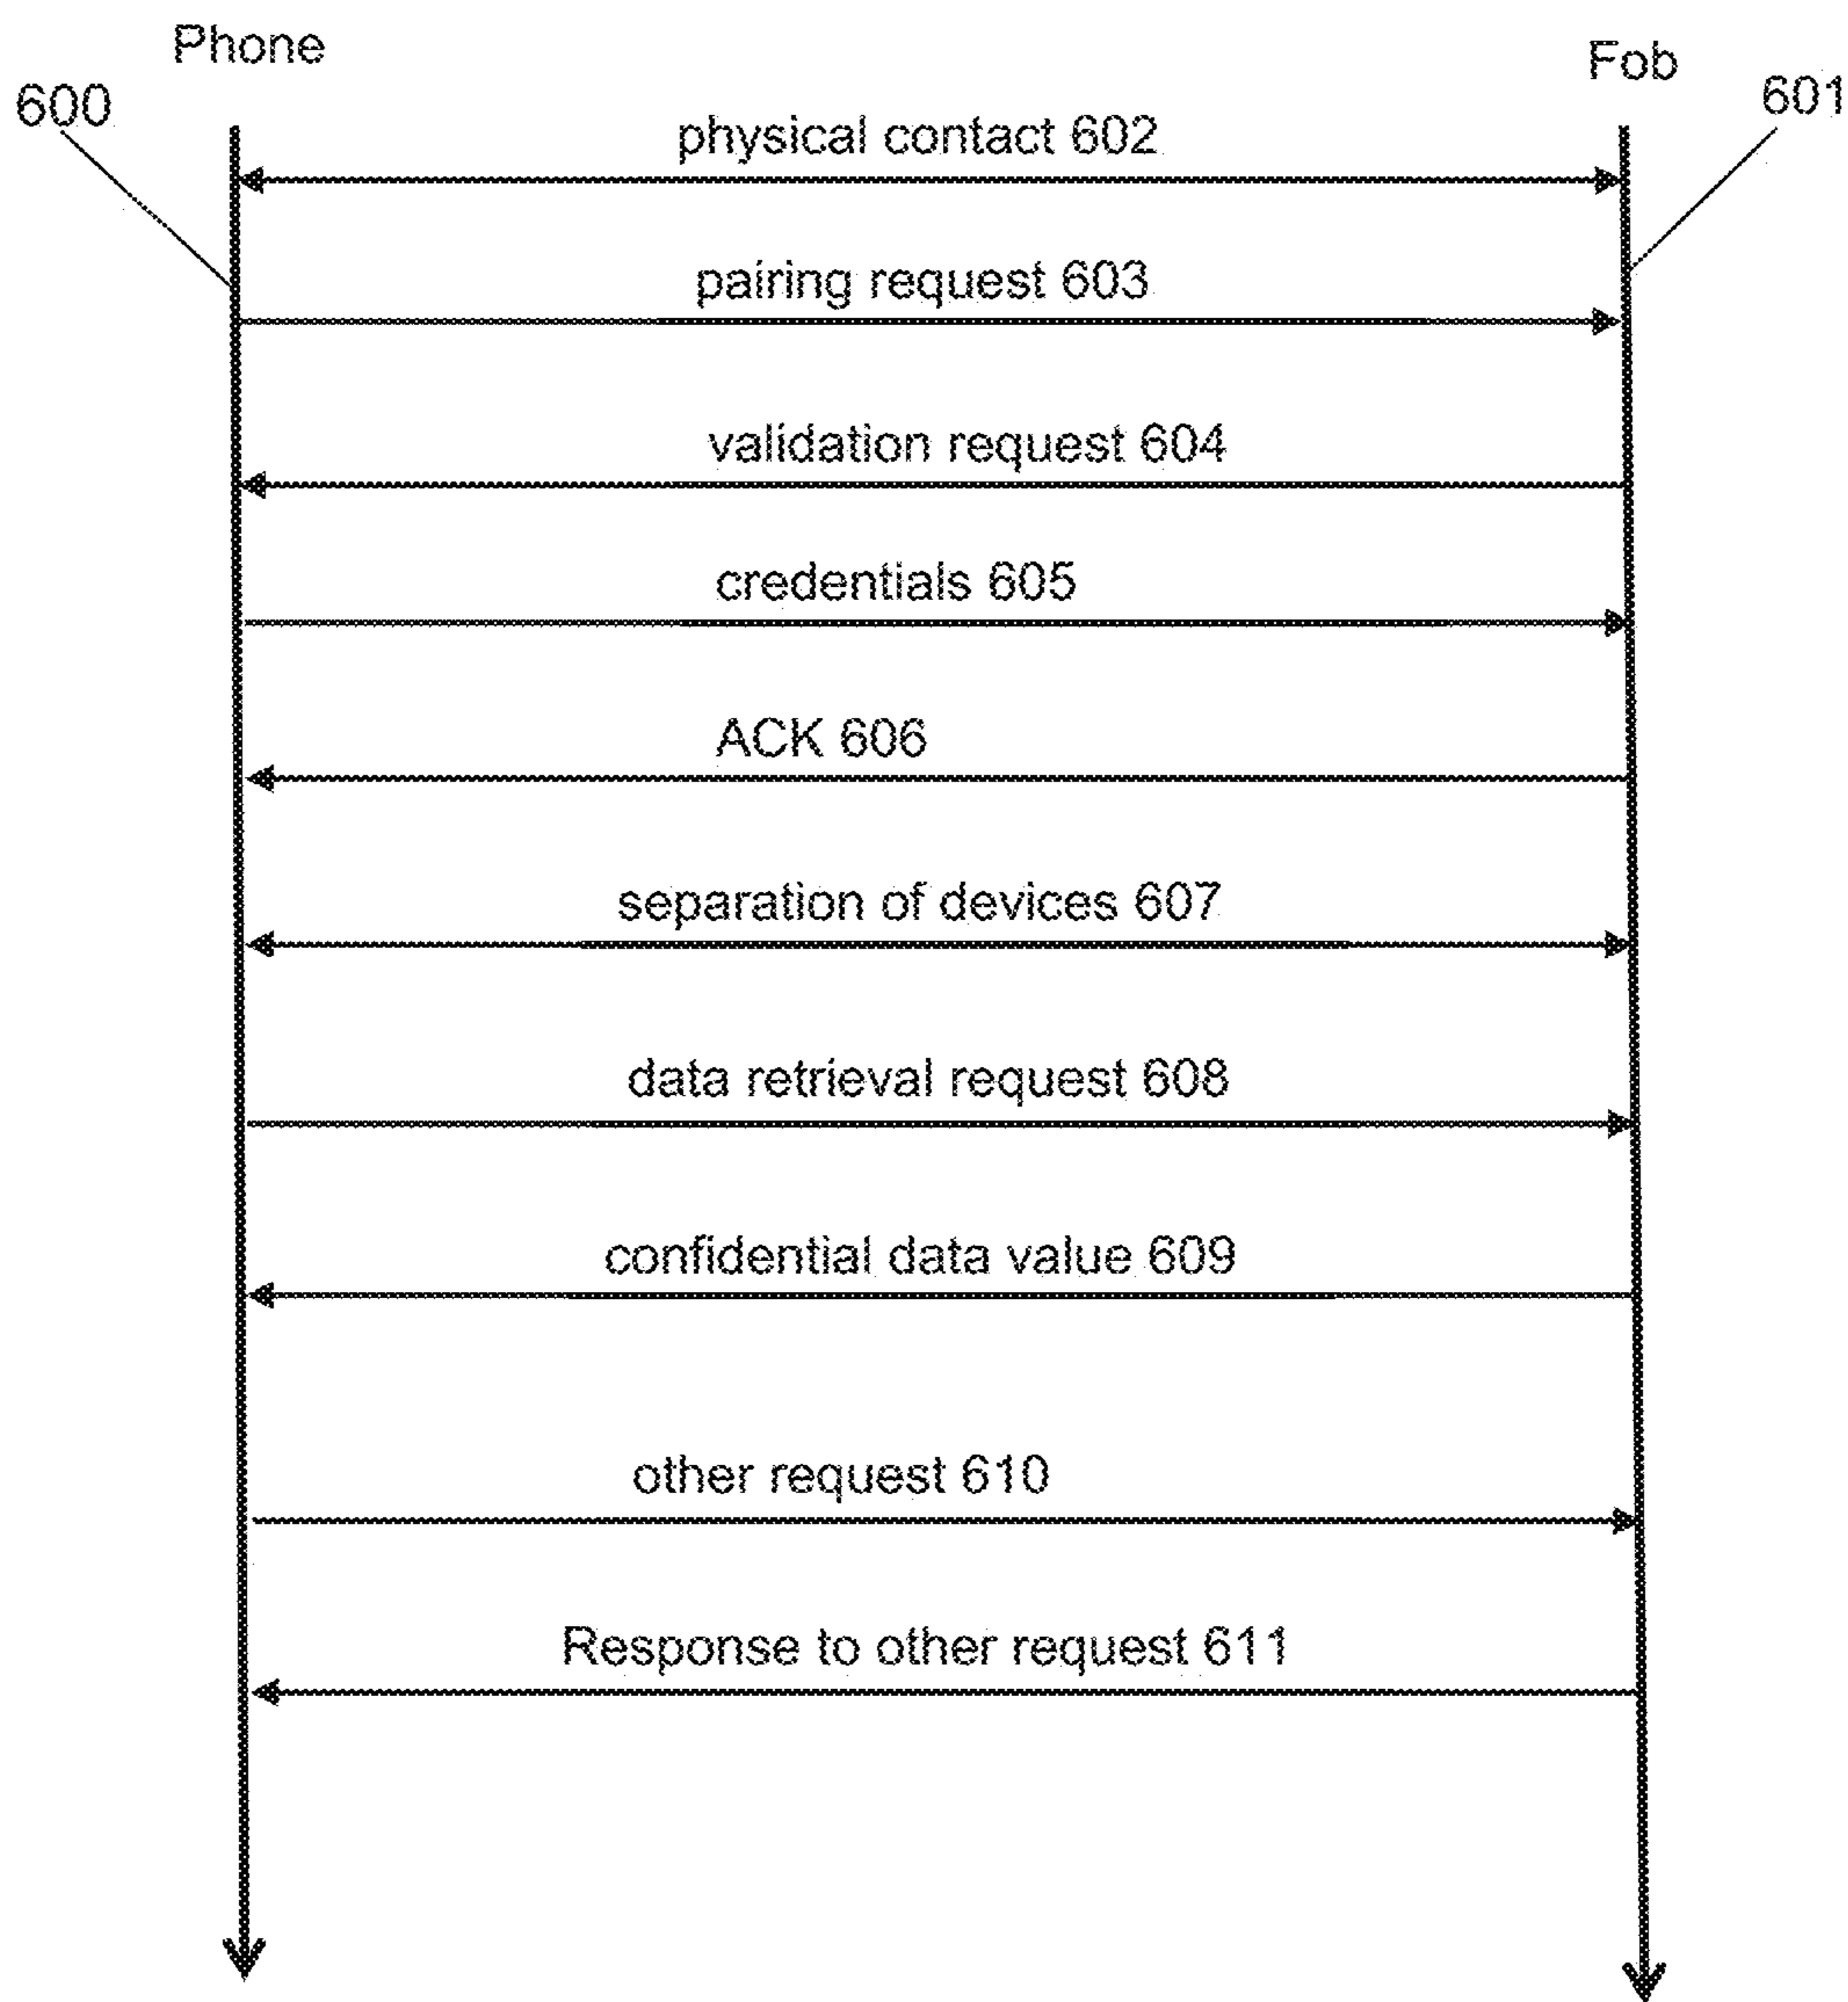 Phone
Fob
600
601
physical contact 602
pairing request 603
validation request 604
credentials 605
ACK 606
separation of devices 607
data retrieval request 608
confidential data value 609
other request 610
Response to other request 611